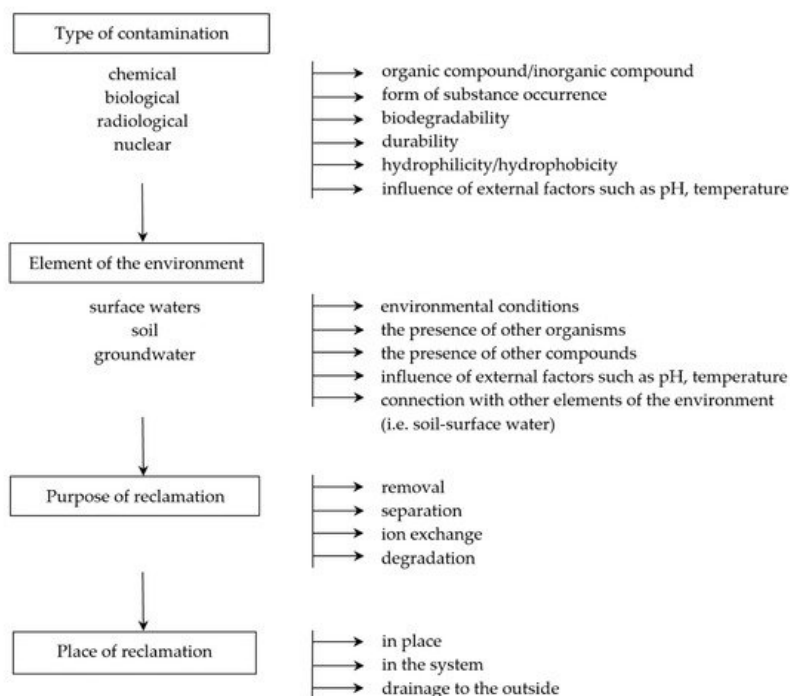 Type of contamination
chemical
biological
radiological
nuclear
organic compound/inorganic compound
form of substance occurrence
biodegradability
durability
hydrophilicity/hydrophobicity
influence of external factors such as pH, temperature
Element of the environment
surface waters
soil
groundwater
environmental conditions
the presence of other organisms
the presence of other compounds
influence of external factors such as pH, temperature
connection with other elements of the environment
(i.e. soil-surface water)
Purpose of reclamation
removal
separation
ion exchange
degradation
Place of reclamation
in place
in the system
drainage to the outside